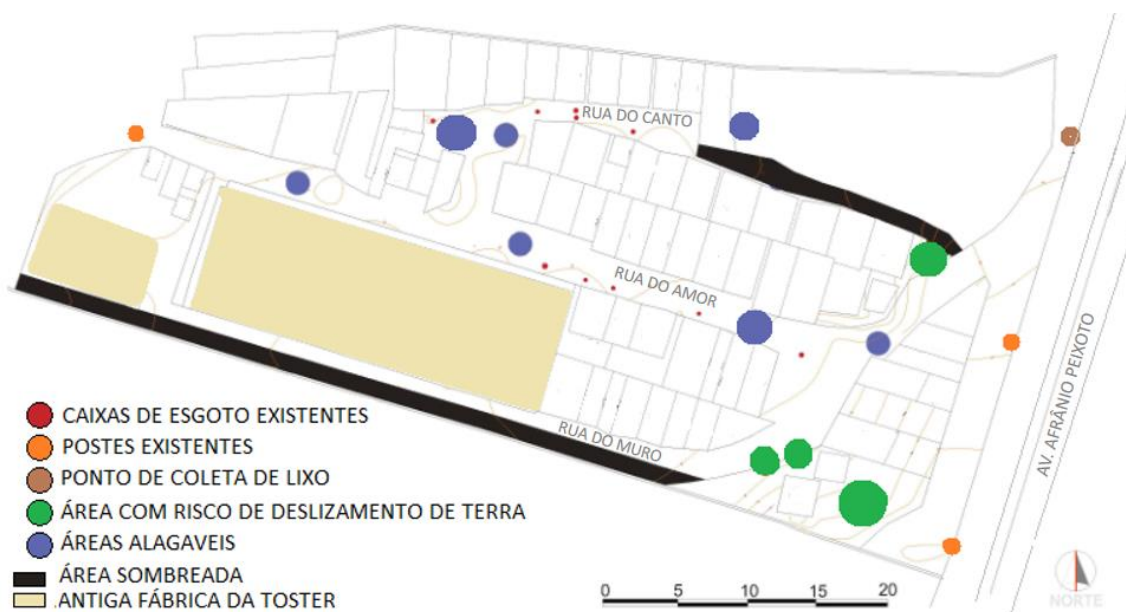 RUA DO CANTO
RUA DO AMOR
RUA DO MURO
AV. AFRÂNIO PEIXOTO
CAIXAS DE ESGOTO EXISTENTES
POSTES EXISTENTES
PONTO DE COLETA DE LIXO
ÁREA COM RISCO DE DESLIZAMENTO DE TERRA
ÁREAS ALAGAVEIS
ÁREA SOMBREADA
.ANTIGA FÁBRICA DA TOSTER
0 5 10 15 20
NORTE